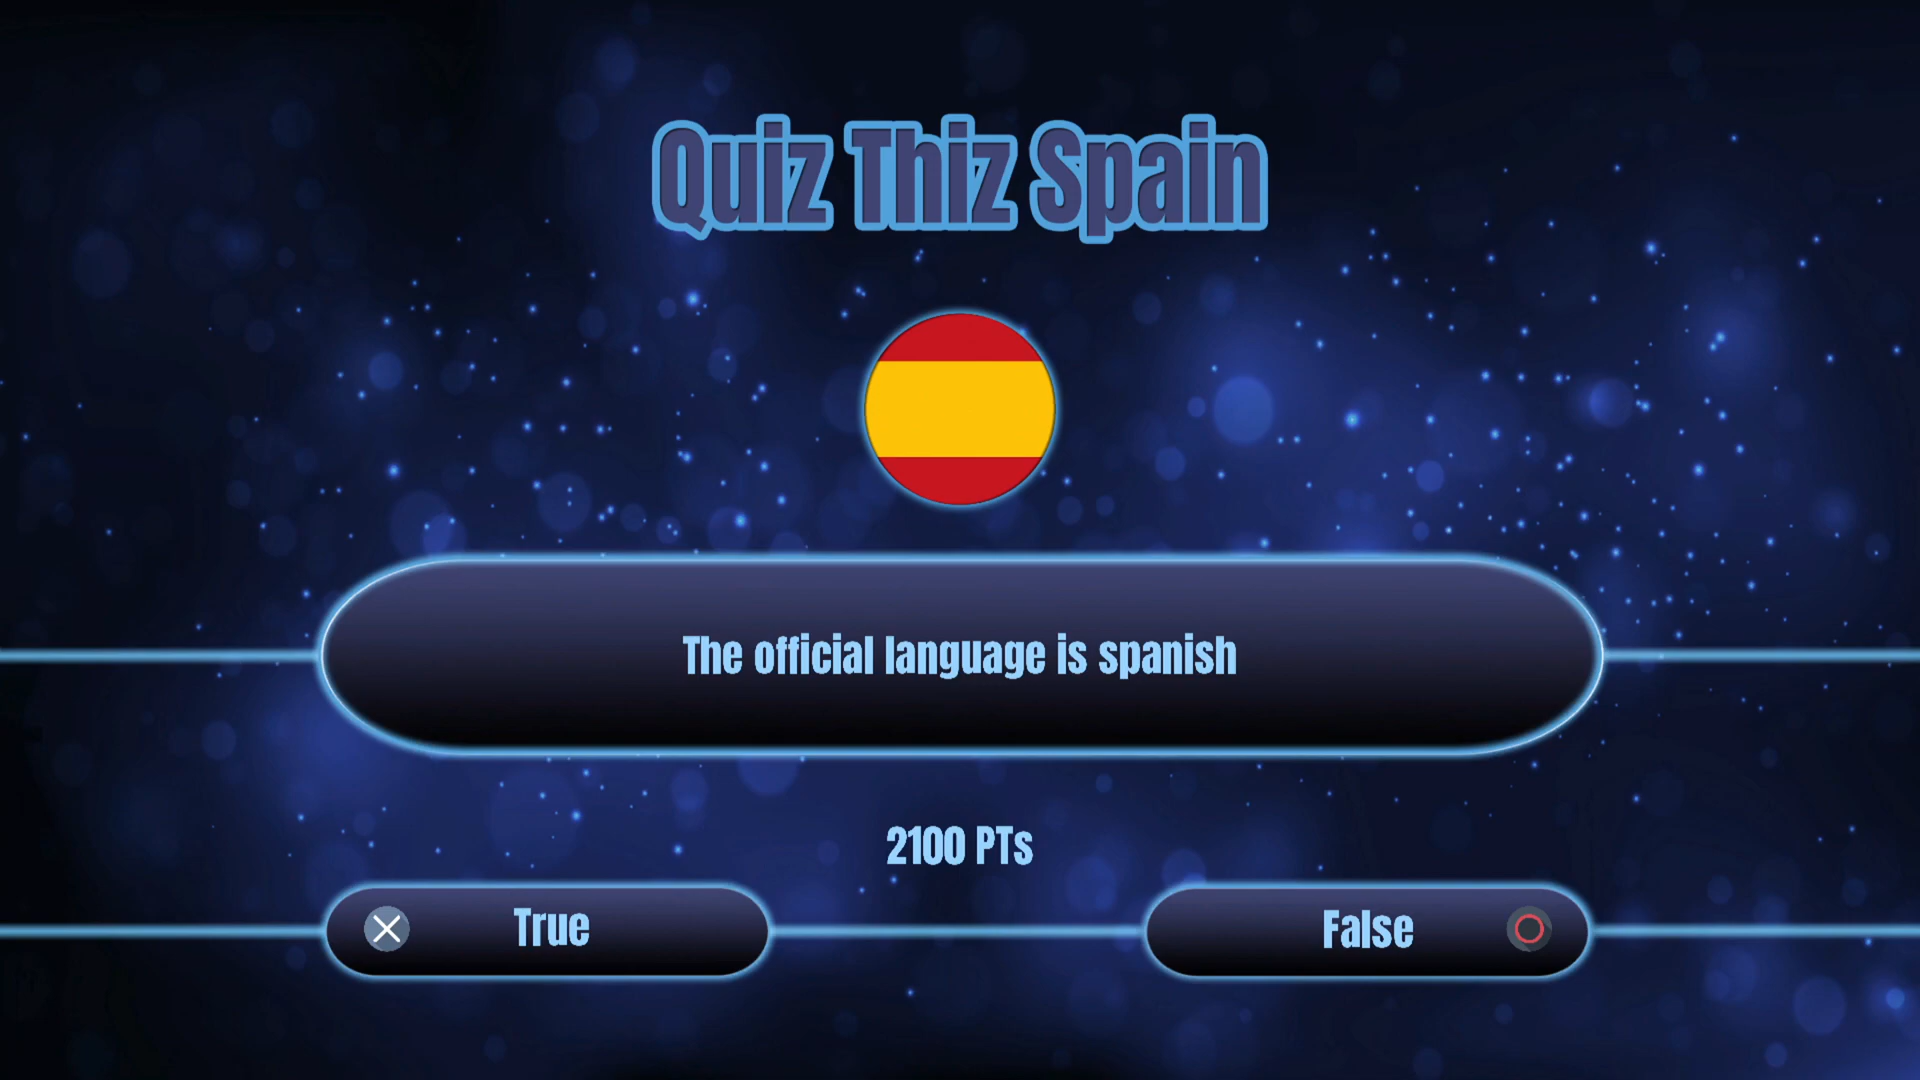 Quiz Thiz Spain
The official language is spanish
2100 PTs
True
False